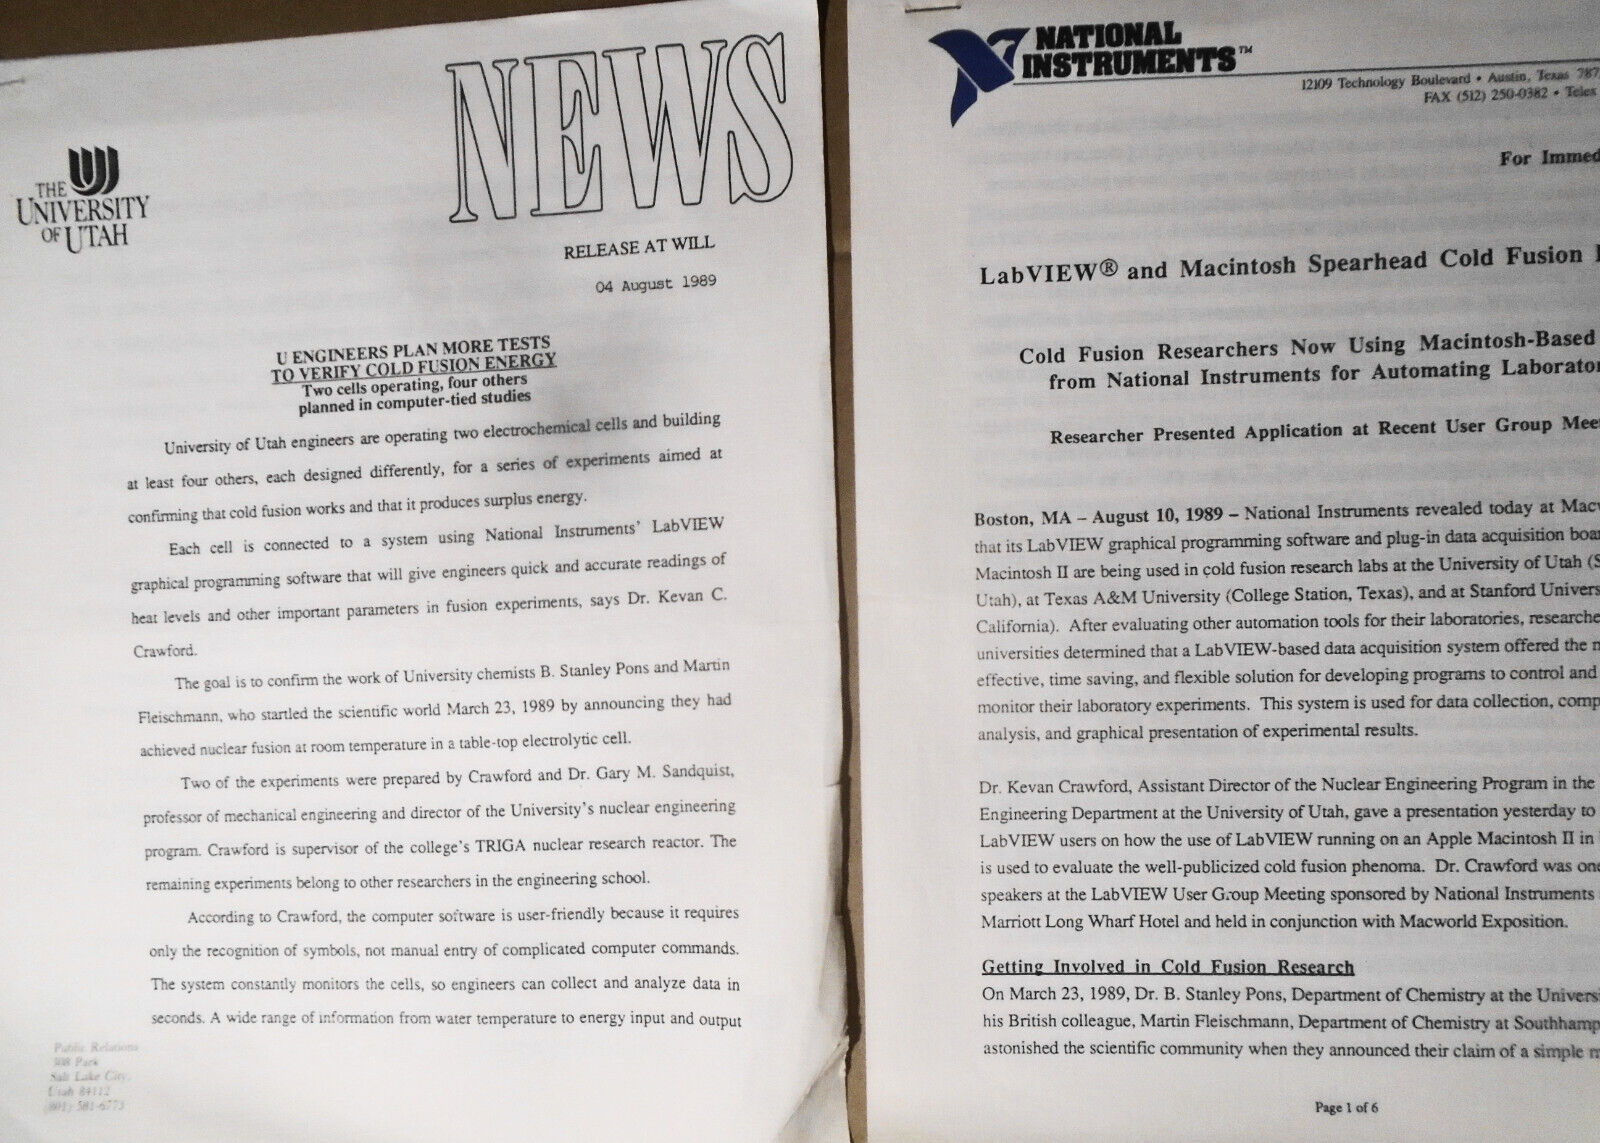 NEWS
THE
UNIVERSITY
OF UTAH
RELEASE AT WILL
04 August 1989
U ENGINEERS PLAN MORE TESTS
TO VERIFY COLD FUSION ENERGY
Two cells operating, four others
planned in computer-tied studies
University of Utah engineers are operating two electrochemical cells and building
at least four others, each designed differently, for a series of experiments aimed at
confirming that cold fusion works and that it produces surplus energy.
Each cell is connected to a system using National Instruments' LabVIEW
graphical programming software that will give engineers quick and accurate readings of
heat levels and other important parameters in fusion experiments, says Dr. Kevan C.
Crawford.
The goal is to confirm the work of University chemists B. Stanley Pons and Martin
Fleischmann, who startled the scientific world March 23, 1989 by announcing they had
achieved nuclear fusion at room temperature in a table-top electrolytic cell.
Two of the experiments were prepared by Crawford and Dr. Gary M. Sandquist,
professor of mechanical engineering and director of the University's nuclear engineering
program. Crawford is supervisor of the college's TRIGA nuclear research reactor. The
remaining experiments belong to other researchers in the engineering school.
According to Crawford, the computer software is user-friendly because it requires
only the recognition of symbols, not manual entry of complicated computer commands.
The system constantly monitors the cells, so engineers can collect and analyze data in
seconds. A wide range of information from water temperature to energy input and output
Public Relations
308 Park
Salt Lake City,
Utah 84112
(801) 581-6773
NATIONAL
INSTRUMENTS™
12109 Technology Boulevard • Austin, Texas 787
FAX (512) 250-0382 • Telex
For Immed
LabVIEW® and Macintosh Spearhead Cold Fusion
Cold Fusion Researchers Now Using Macintosh-Based
from National Instruments for Automating Laborato
Researcher Presented Application at Recent User Group Mee
Boston, MA – August 10, 1989 – National Instruments revealed today at Macw
that its LabVIEW graphical programming software and plug-in data acquisition boa
Macintosh II are being used in cold fusion research labs at the University of Utah (S
Utah), at Texas A&M University (College Station, Texas), and at Stanford Univers
California). After evaluating other automation tools for their laboratories, researche
universities determined that a LabVIEW-based data acquisition system offered the
effective, time saving, and flexible solution for developing programs to control and
monitor their laboratory experiments. This system is used for data collection, comp
analysis, and graphical presentation of experimental results.
Dr. Kevan Crawford, Assistant Director of the Nuclear Engineering Program in the
Engineering Department at the University of Utah, gave a presentation yesterday to
LabVIEW users on how the use of LabVIEW running on an Apple Macintosh II in
is used to evaluate the well-publicized cold fusion phenoma. Dr. Crawford was one
speakers at the LabVIEW User Group Meeting sponsored by National Instruments
Marriott Long Wharf Hotel and held in conjunction with Macworld Exposition.
Getting Involved in Cold Fusion Research
On March 23, 1989, Dr. B. Stanley Pons, Department of Chemistry at the Univers
his British colleague, Martin Fleischmann, Department of Chemistry at Southhamp
astonished the scientific community when they announced their claim of a simple
Page 1 of 6